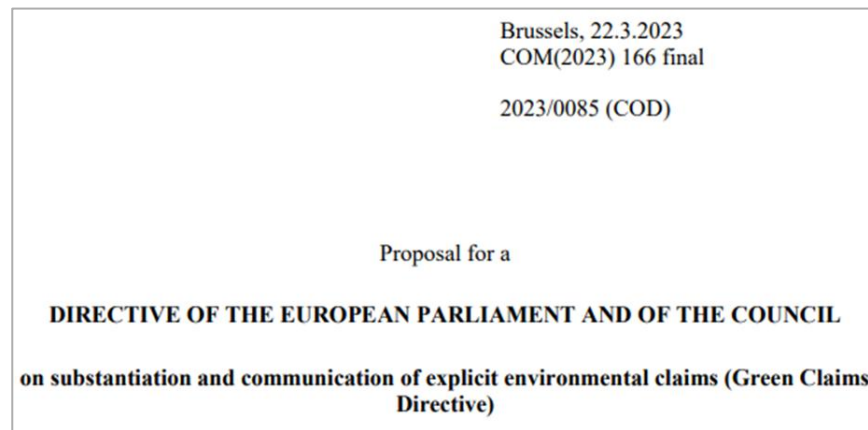 Brussels, 22.3.2023
COM(2023) 166 final
2023/0085 (COD)
Proposal for a
DIRECTIVE OF THE EUROPEAN PARLIAMENT AND OF THE COUNCIL
on substantiation and communication of explicit environmental claims (Green Claims
Directive)